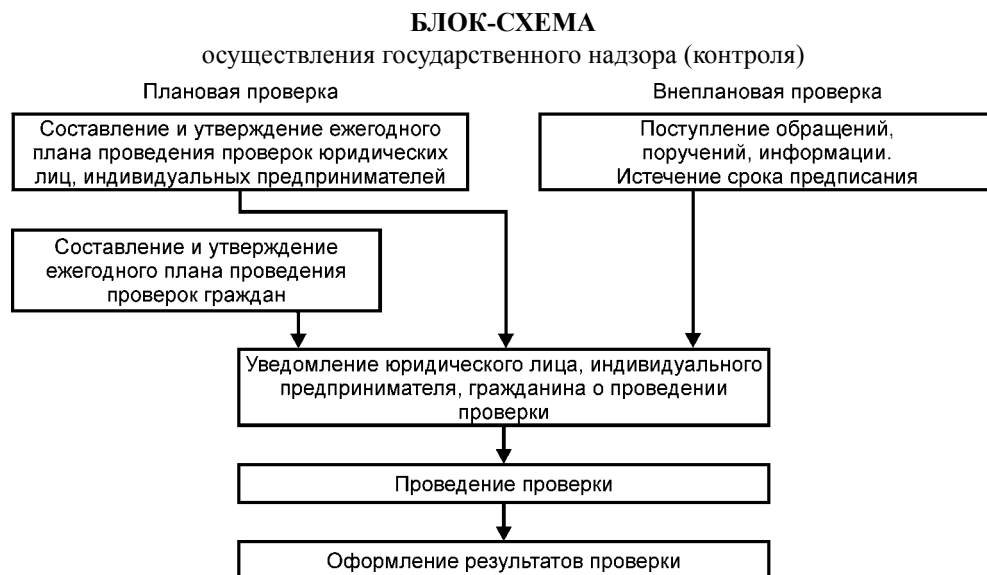 БЛОК-СХЕМА
осуществления государственного надзора (контроля)
Плановая проверка
Внеплановая проверка
Составление и утверждение ежегодного
плана проведения проверок юридических
лиц, индивидуальных предпринимателей
Поступление обращений,
поручений, информации.
Истечение срока предписания
Составление и утверждение
ежегодного плана проведения
проверок граждан
Уведомление юридического лица, индивидуального
предпринимателя, гражданина о проведении
проверки
Проведение проверки
Оформление результатов проверки